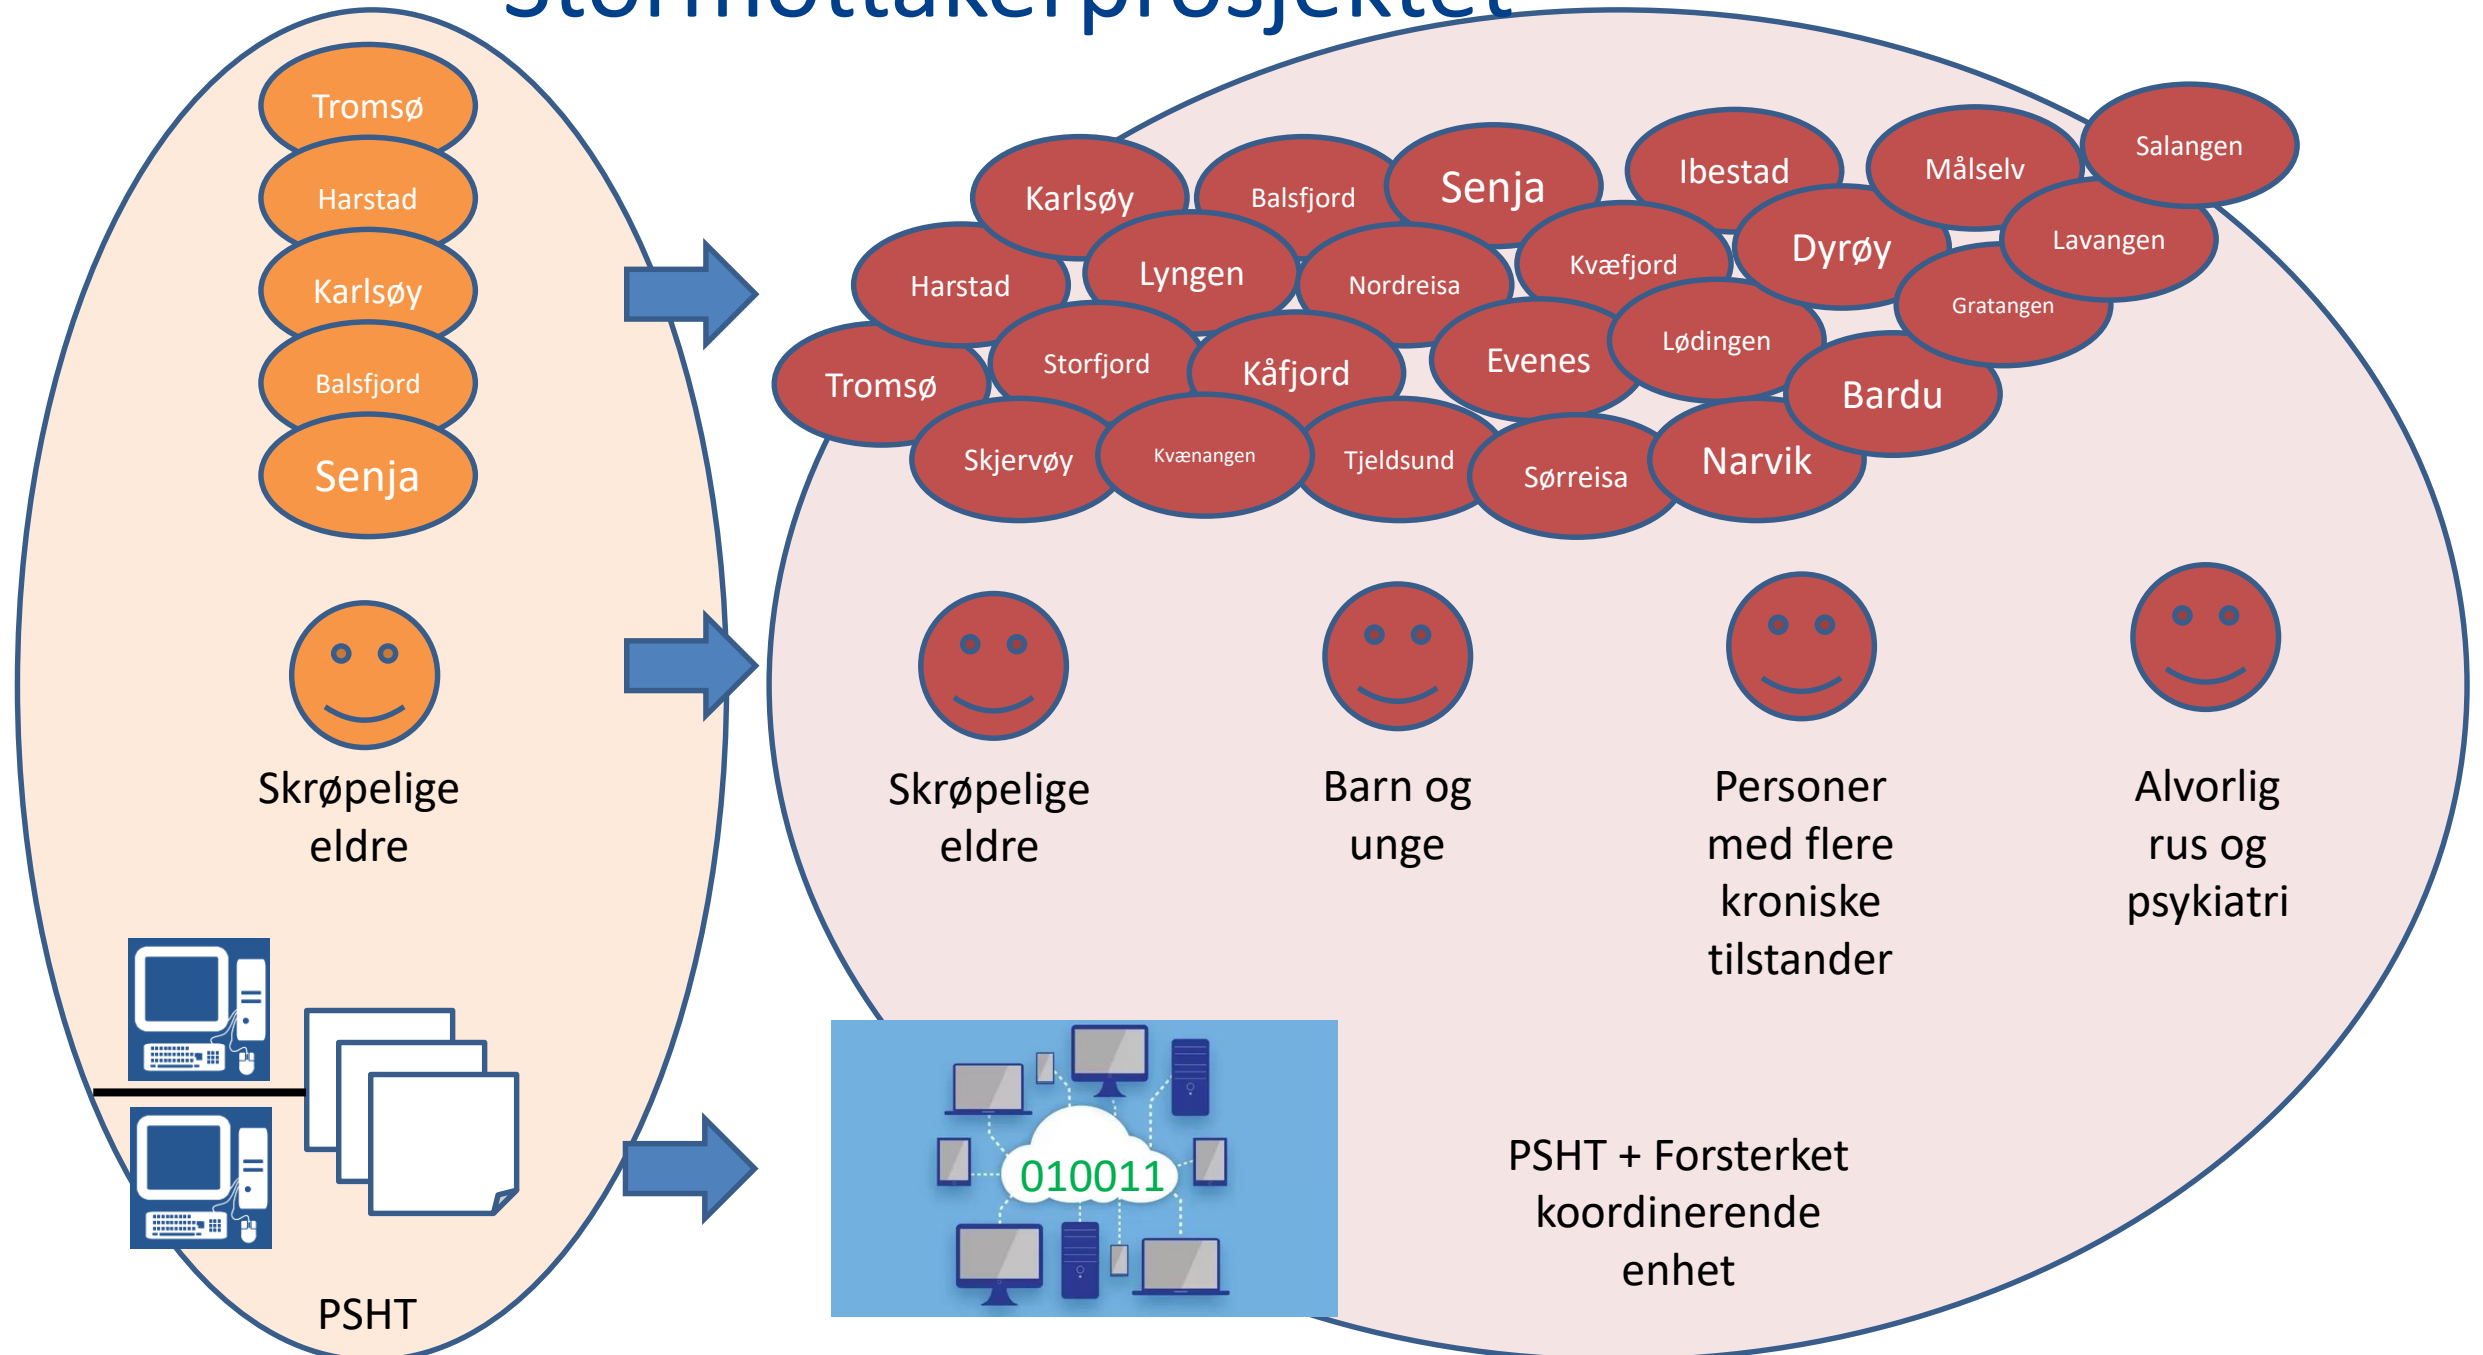 Stormottakerprosjektet
Tromsø
Harstad
Karlsøy
Balsfjord
Senja
Skrøpelige
eldre
PSHT
Karlsøy
Balsfjord
Senja
Ibestad
Målselv
Salangen
Harstad
Lyngen
Nordreisa
Kvæfjord
Dyrøy
Lavangen
Tromsø
Storfjord
Kåfjord
Evenes
Lødingen
Gratangen
Bardu
Skjervøy
Kvænangen
Tjeldsund
Sørreisa
Narvik
Skrøpelige
eldre
Barn og
unge
Personer
med flere
kroniske
tilstander
Alvorlig
rus og
psykiatri
010011
PSHT + Forsterket
koordinerende
enhet